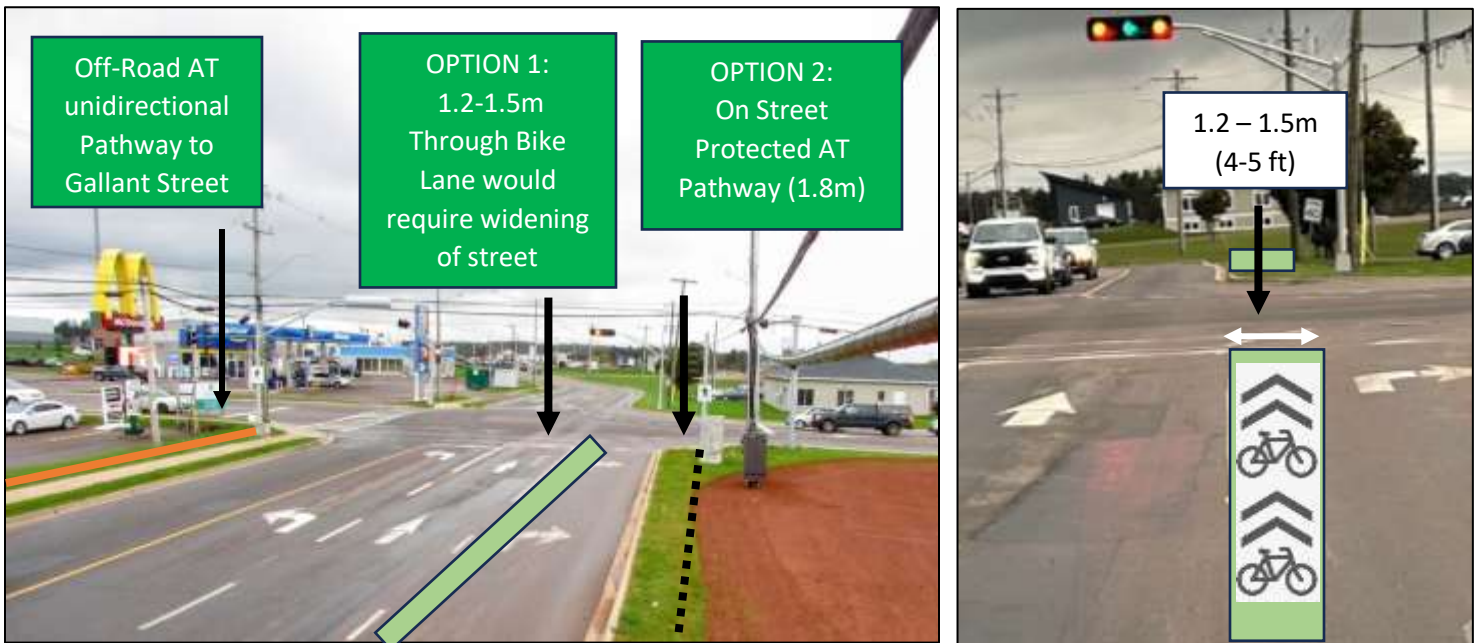 Off-Road AT
unidirectional
Pathway to
Gallant Street
OPTION 1:
1.2-1.5m
Through Bike
Lane would
require widening
of street
OPTION 2:
On Street
Protected AT
Pathway (1.8m)
1.2 – 1.5m
(4-5 ft)